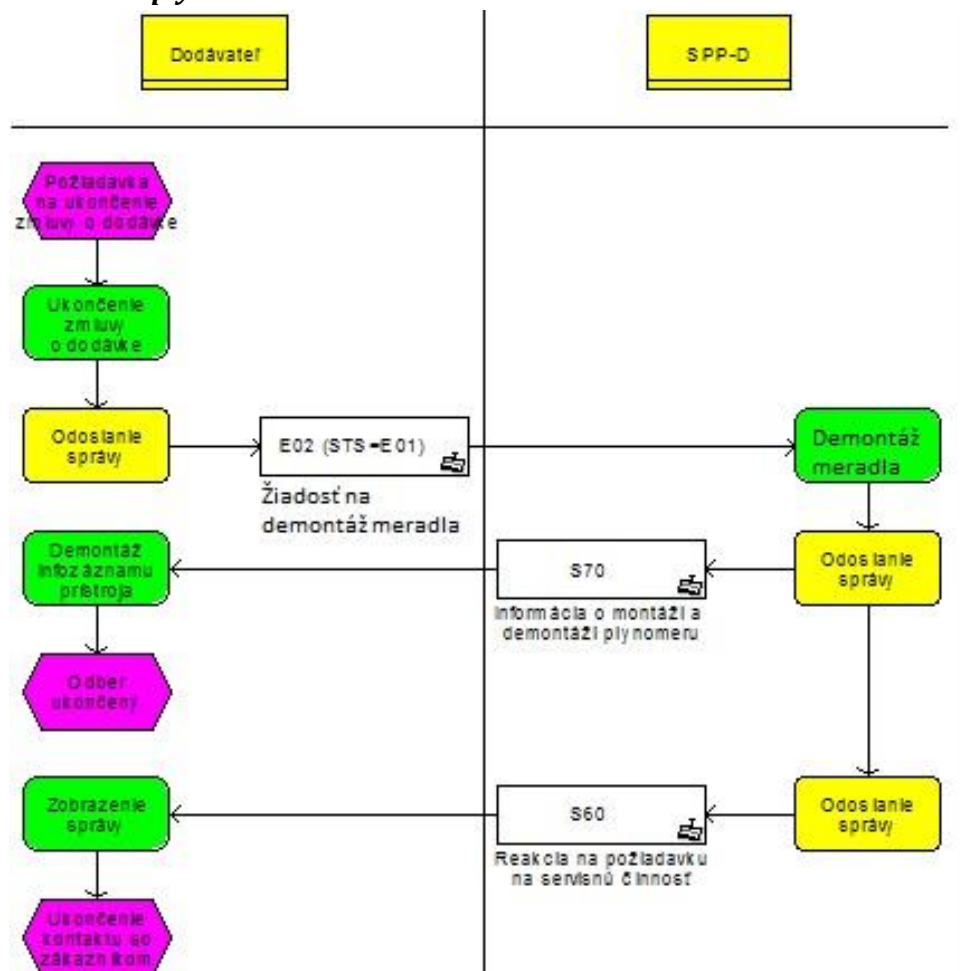 Dodávateľ
SPP-D
Požiadavka
na ukončenie
zmluvy o dodávke
Ukončenie
zmluvy
o dodávke
Odoslanie
správy
E02 (STS=E01)
Žiadosť na
demontáž meradla
Demontáž
meradla
Demontáž
infozáznamu
prístroja
S70
Informácia o montáži a
demontáži plynomeru
Odoslanie
správy
Odber
ukončený
Zobrazenie
správy
S60
Reakcia na požiadavku
na servisnú činnosť
Odoslanie
správy
Ukončenie
kontaktu so
zákazníkom